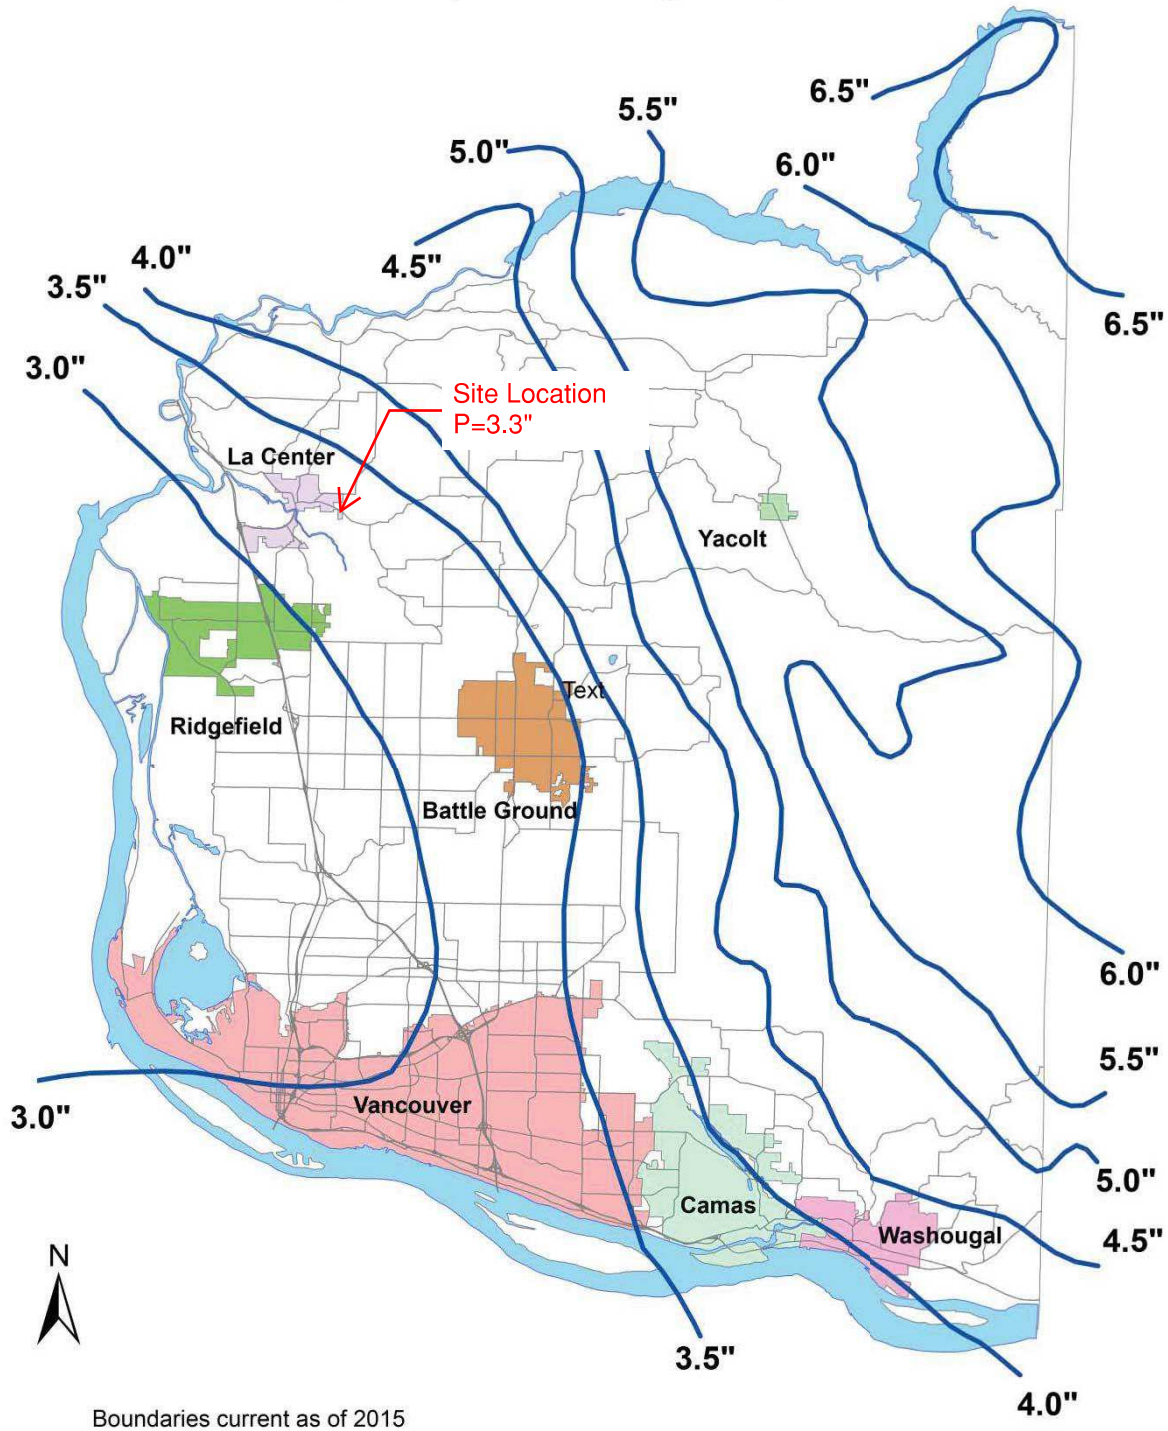 6.5"
5.5"
5.0"
6.0"
4.0"
4.5"
3.5"
6.5"
3.0"
Site Location
P=3.3"
La Center
Yacolt
Text
Ridgefield
Battle Ground
6.0"
5.5"
3.0"
Vancouver
5.0"
Camas
Washougal
4.5"
N
3.5"
4.0"
Boundaries current as of 2015